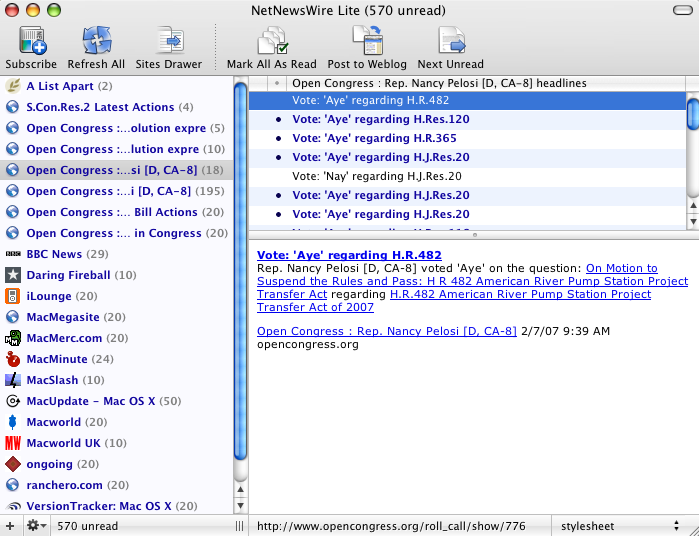 NetNewsWire Lite (570 unread)
Subscribe Refresh All Sites Drawer Mark All As Read Post to Weblog Next Unread
A List Apart (2)
S.Con.Res.2 Latest Actions (4)
Open Congress :...olution expre (5)
Open Congress :...lution expre (10)
Open Congress :...si [D, CA-8] (18)
Open Congress :...i [D, CA-8] (195)
Open Congress :... Bill Actions (20)
Open Congress :... in Congress (20)
BBC News (29)
Daring Fireball (10)
iLounge (20)
MacMegasite (20)
MacMerc.com (20)
MacMinute (24)
MacSlash (10)
MacUpdate - Mac OS X (50)
Macworld (20)
Macworld UK (10)
ongoing (20)
ranchero.com (20)
VersionTracker: Mac OS X (20)
570 unread
Open Congress : Rep. Nancy Pelosi [D, CA-8] headlines
Vote: 'Aye' regarding H.R.482
Vote: 'Aye' regarding H.Res.120
Vote: 'Aye' regarding H.R.365
Vote: 'Aye' regarding H.J.Res.20
Vote: 'Nay' regarding H.J.Res.20
Vote: 'Aye' regarding H.J.Res.20
Vote: 'Aye' regarding H.J.Res.20
Vote: 'Aye' regarding H.R.482
Rep. Nancy Pelosi [D, CA-8] voted 'Aye' on the question: On Motion to
Suspend the Rules and Pass: H R 482 American River Pump Station Project
Transfer Act regarding H.R.482 American River Pump Station Project
Transfer Act of 2007
Open Congress : Rep. Nancy Pelosi [D, CA-8] 2/7/07 9:39 AM
opencongress.org
http://www.opencongress.org/roll_call/show/776
stylesheet